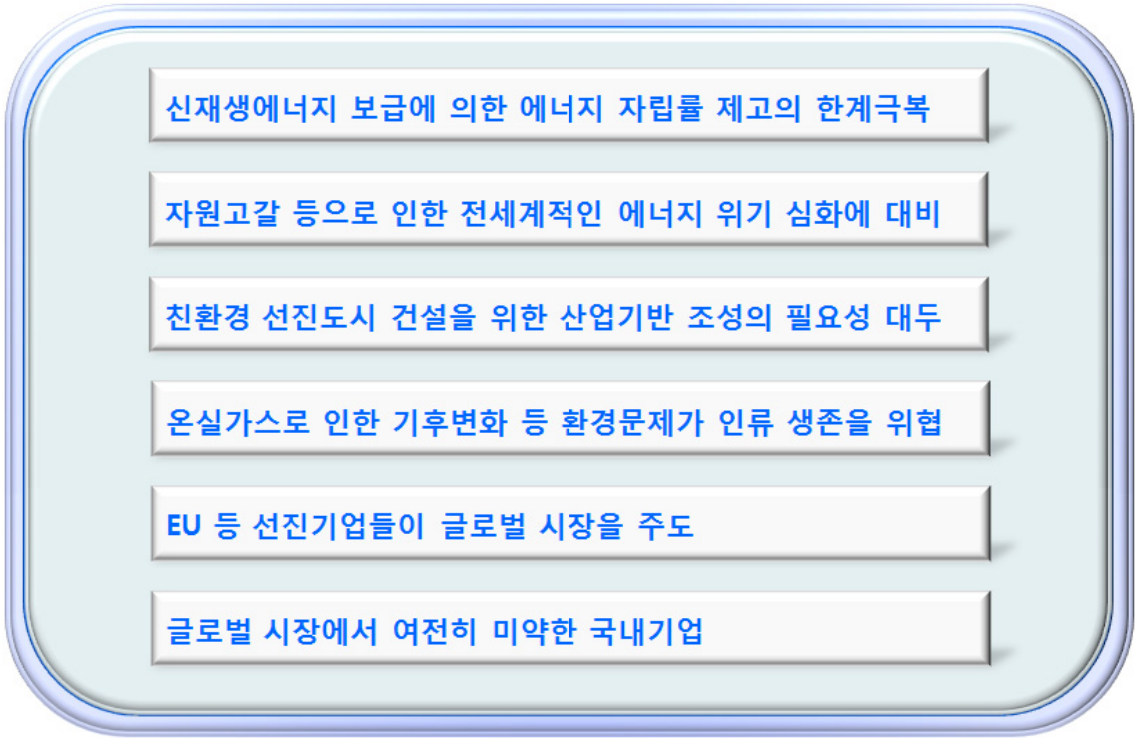 신재생에너지 보급에 의한 에너지 자립률 제고의 한계극복
자원고갈 등으로 인한 전세계적인 에너지 위기 심화에 대비
친환경 선진도시 건설을 위한 산업기반 조성의 필요성 대두
온실가스로 인한 기후변화 등 환경문제가 인류 생존을 위협
EU 등 선진기업들이 글로벌 시장을 주도
글로벌 시장에서 여전히 미약한 국내기업